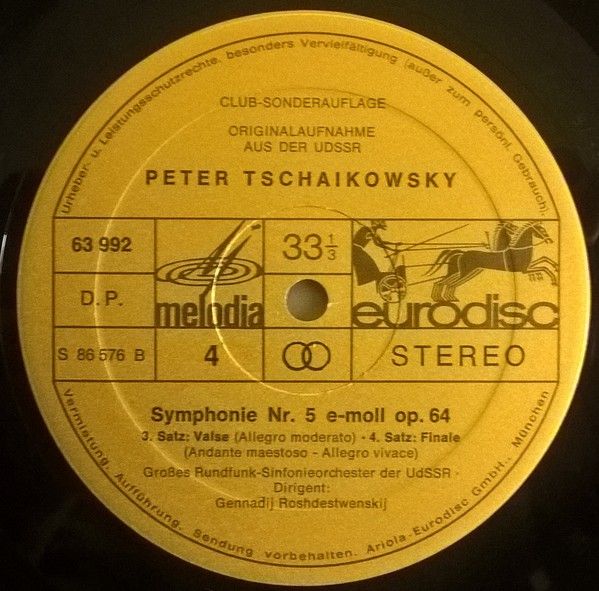 Urheber- u. Leistungsschutzrechte, besonders Vervielfältigung (außer zum persönl. Gebrauch),
CLUB-SONDERAUFLAGE
ORIGINALAUFNAHME
AUS DER UDSSR
PETER TSCHAIKOWSKY
63 992
33 1/3
D. P.
melodia
eurodisc
S 86 576 B
4
STEREO
Symphonie Nr. 5 e-moll op. 64
3. Satz: Valse (Allegro moderato) · 4. Satz: Finale
(Andante maestoso - Allegro vivace)
Großes Rundfunk-Sinfonieorchester der UdSSR ·
Dirigent:
Gennadij Roshdestwenskij
Vermietung, Aufführung, Sendung vorbehalten. Ariola-Eurodisc GmbH., München